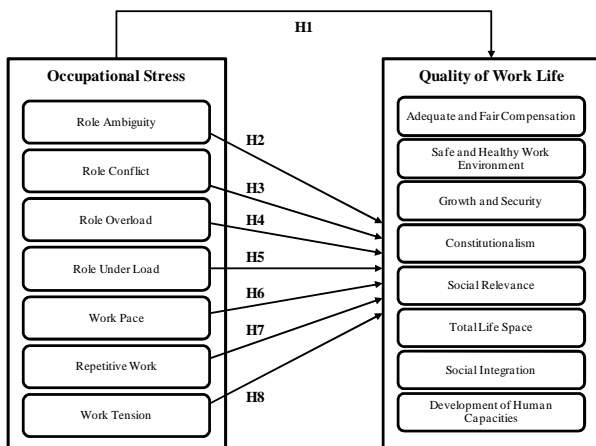 H1
Occupational Stress
Role Ambiguity
Role Conflict
Role Overload
Role Under Load
Work Pace
Repetitive Work
Work Tension
H2
H3
H4
H5
H6
H7
H8
Quality of Work Life
Adequate and Fair Compensation
Safe and Healthy Work
Environment
Growth and Security
Constitutionalism
Social Relevance
Total Life Space
Social Integration
Development of Human
Capacities